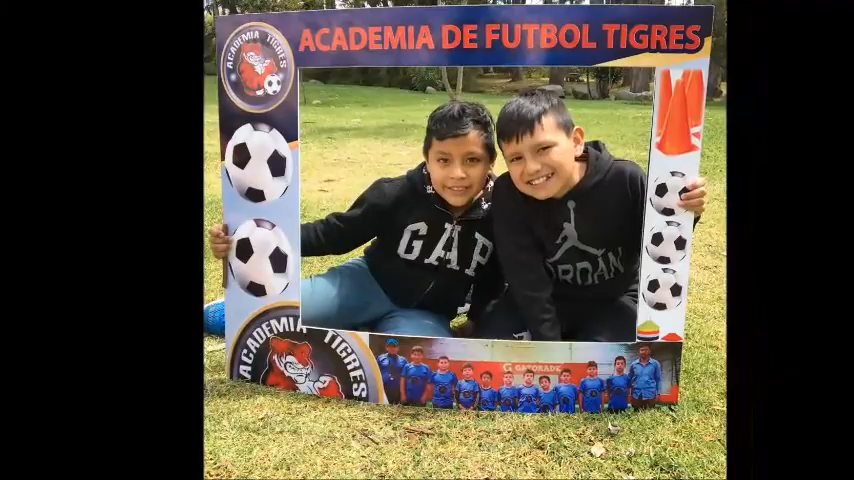 ACADEMIA DE FUTBOL TIGRES
ACADEMIA TIGRES
GAP
JORDAN
ACADEMIA TIGRES
GATORADE